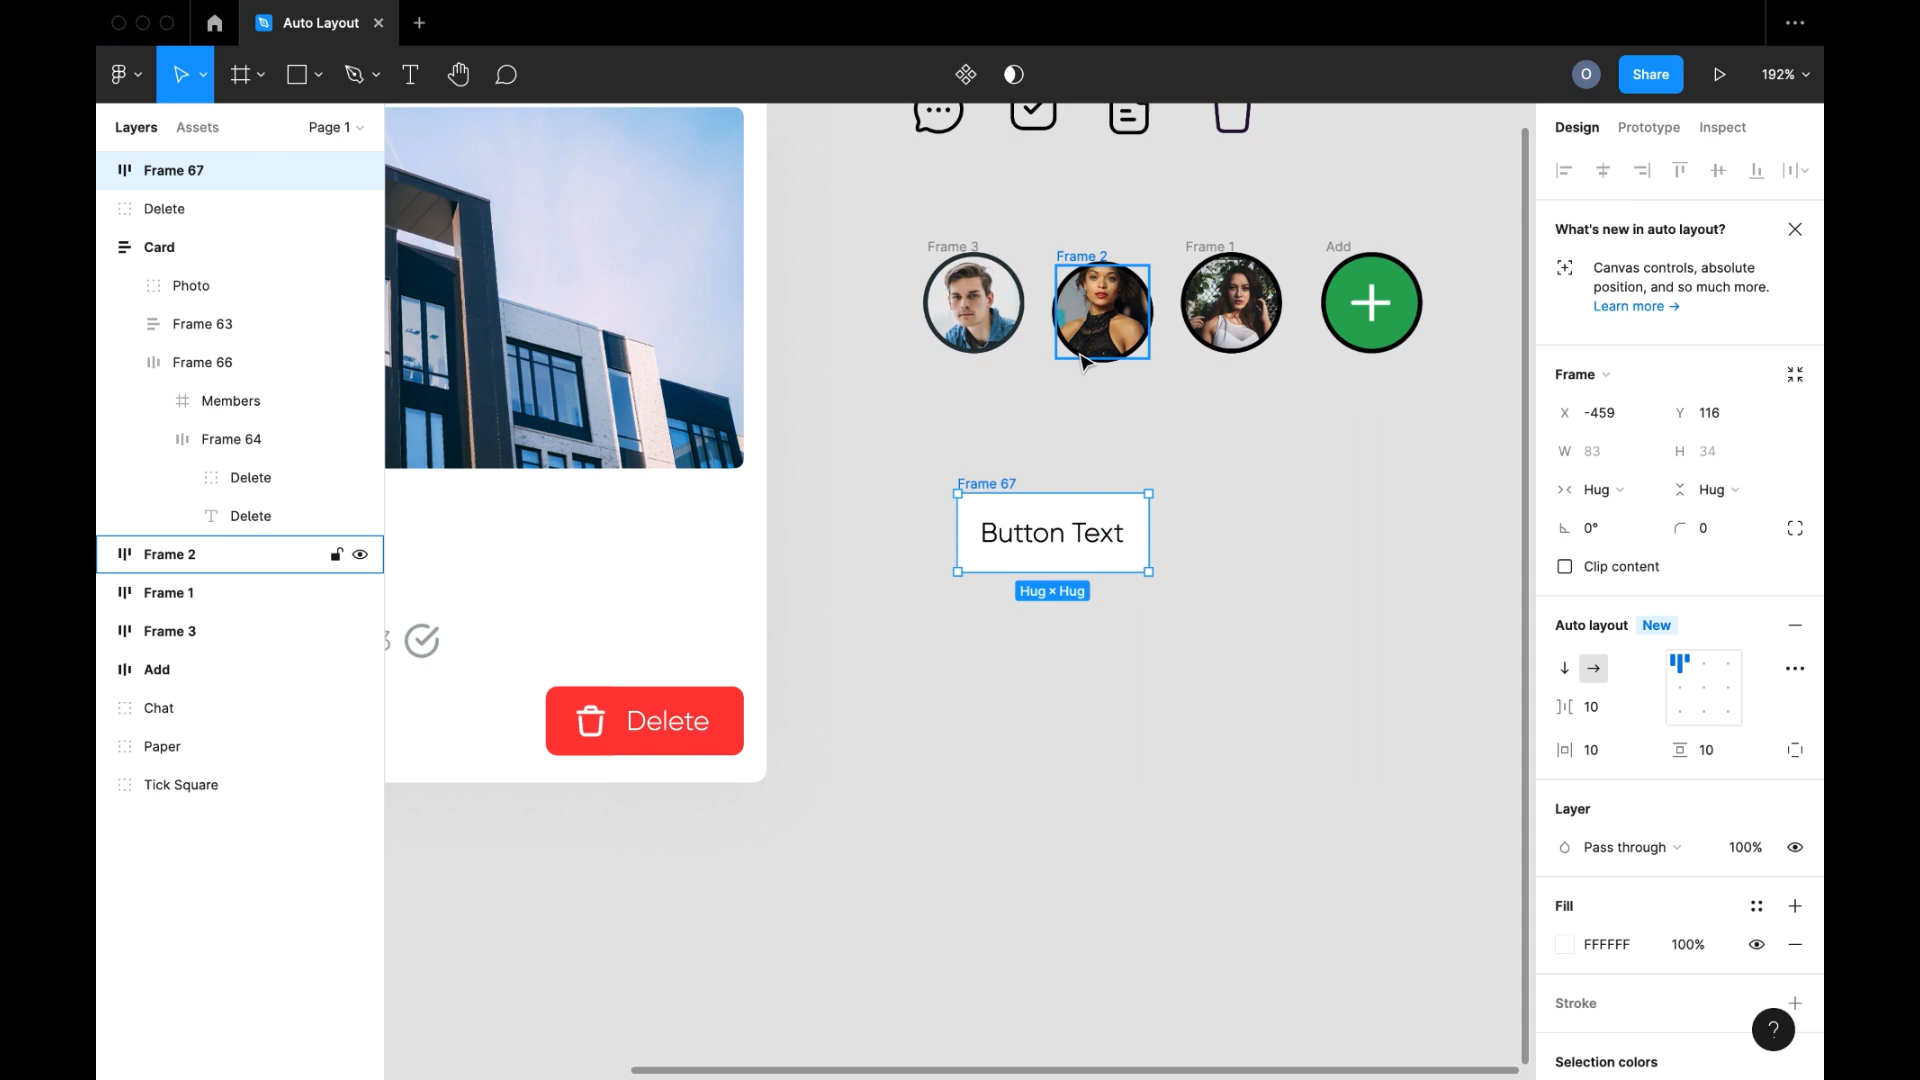 Auto Layout
O
Share
192%
Layers
Assets
Page 1
Frame 67
Delete
Card
Photo
Frame 63
Frame 66
Members
Frame 64
Delete
Delete
Frame 2
Frame 1
Frame 3
Add
Chat
Paper
Tick Square
3
Delete
Frame 3
Frame 2
Frame 1
Add
Frame 67
Button Text
Hug × Hug
Design
Prototype
Inspect
What's new in auto layout?
Canvas controls, absolute
position, and so much more.
Learn more →
Frame
X -459
Y 116
W 83
H 34
Hug
Hug
0°
0
Clip content
Auto layout
New
10
10
10
Layer
Pass through
100%
Fill
FFFFFF
100%
Stroke
?
Selection colors